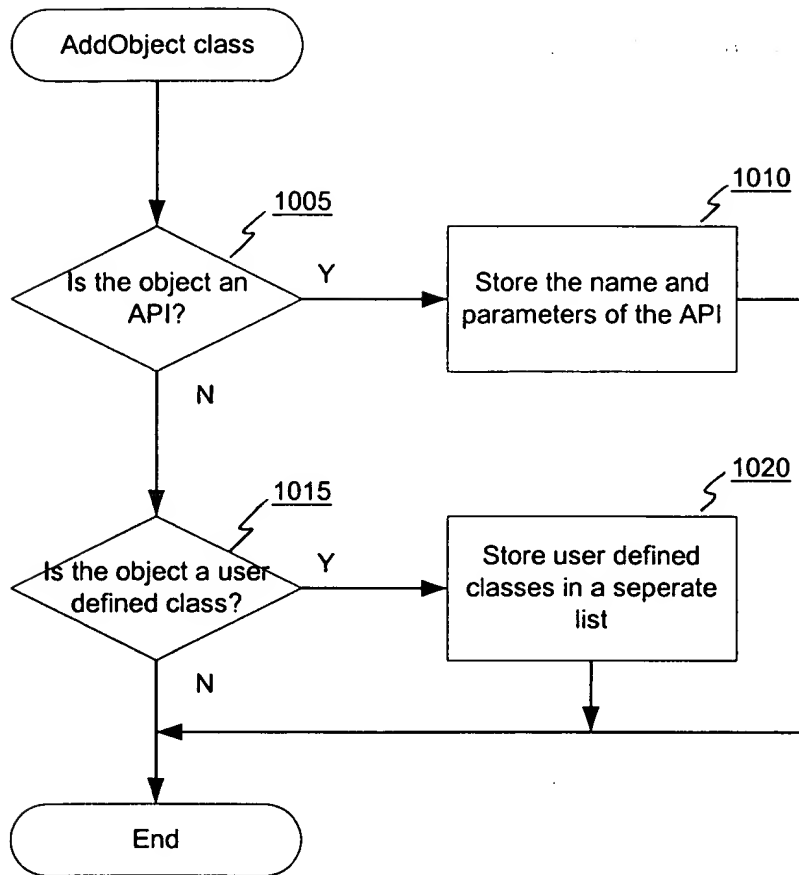 AddObject class
1005
1010
Is the object an
API?
Y
Store the name and
parameters of the API
N
1015
1020
Is the object a user
defined class?
Y
Store user defined
classes in a seperate
list
N
End